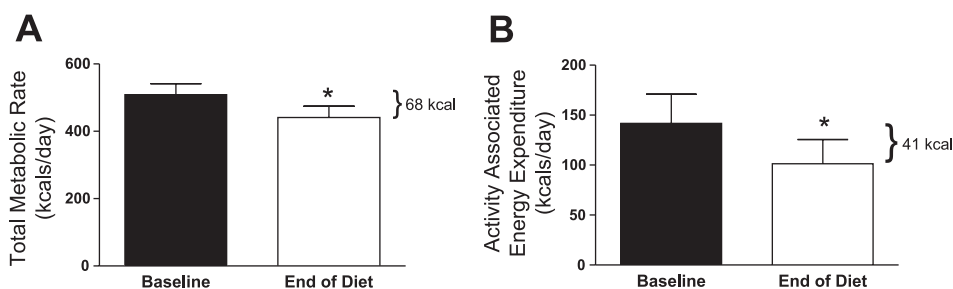 A
Total Metabolic Rate
(kcals/day)
600
400
200
0
*
68 kcal
Baseline
End of Diet
B
Activity Associated
Energy Expenditure
(kcals/day)
200
150
100
50
0
*
41 kcal
Baseline
End of Diet